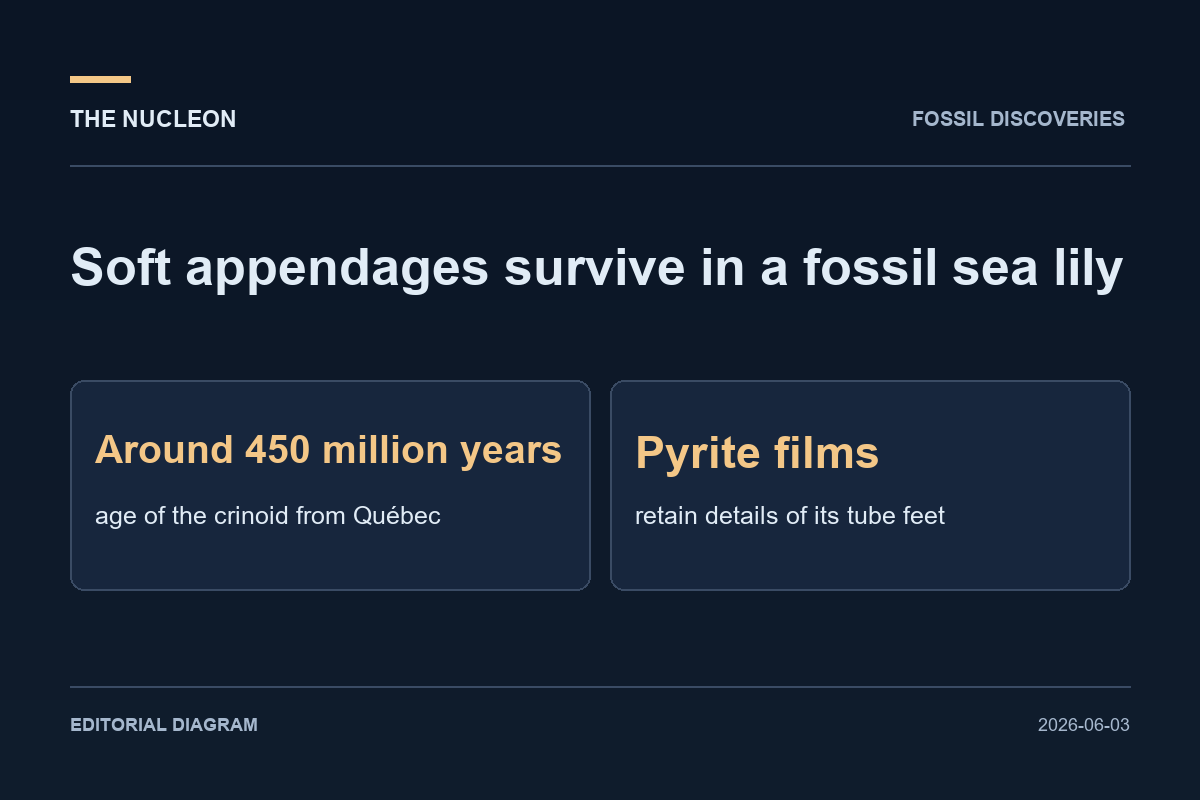 THE NUCLEON
FOSSIL DISCOVERIES
Soft appendages survive in a fossil sea lily
Around 450 million years
age of the crinoid from Québec
Pyrite films
retain details of its tube feet
EDITORIAL DIAGRAM
2026-06-03